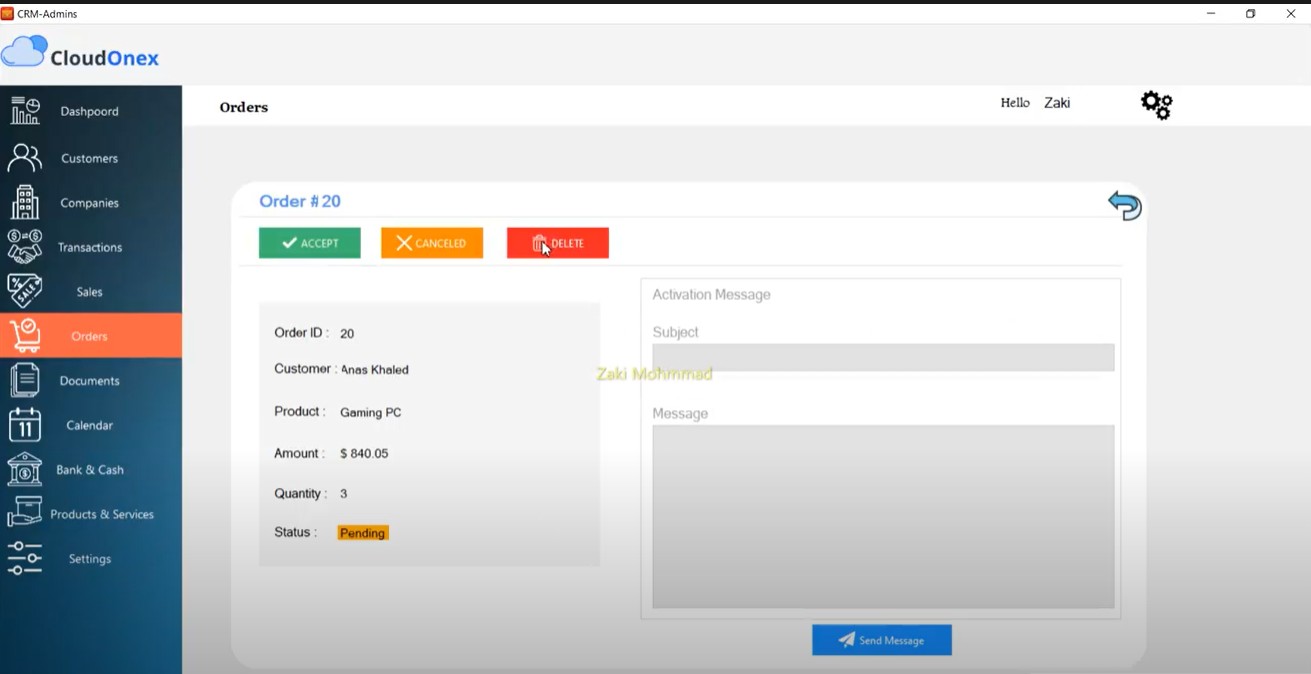 CRM-Admins
CloudOnex
Dashpoord
Customers
Companies
Transactions
SALE
Sales
Orders
Documents
11
Calendar
Bank & Cash
Products & Services
Settings
Orders
Hello Zaki
Order # 20
ACCEPT
CANCELED
DELETE
Order ID : 20
Customer : Anas Khaled
Product : Gaming PC
Amount : $ 840.05
Quantity : 3
Status : Pending
Activation Message
Subject
Zaki Mohmmad
Message
Send Message